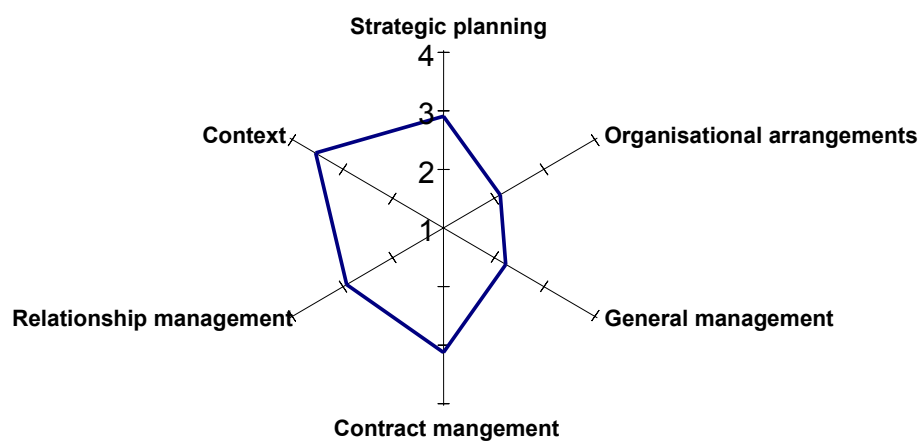 Strategic planning
4
3
Context
Organisational arrangements
2
1
Relationship management
General management
Contract mangement